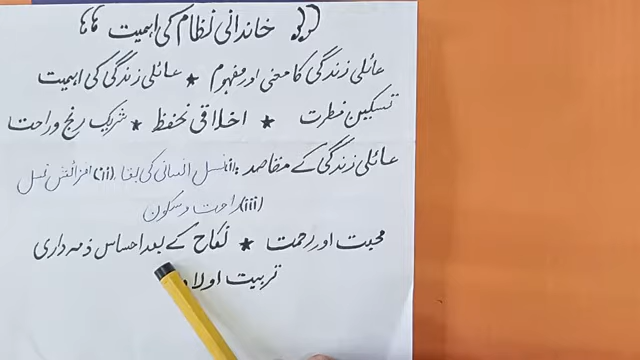 خاندانی نظام کی اہمیت
عائلی زندگی کا معنی اور مفہوم ★ عائلی زندگی کی اہمیت
تسکین فطرت ★ اخلاقی تحفظ ★ شریک رنج و راحت
عائلی زندگی کے مقاصد: (i) نسل انسانی کی بقا (ii) افزائش نسل
(iii) راحت و سکون
محبت اور رحمت ★ نکاح کے بعد احساس ذمہ داری
تربیت اولاد